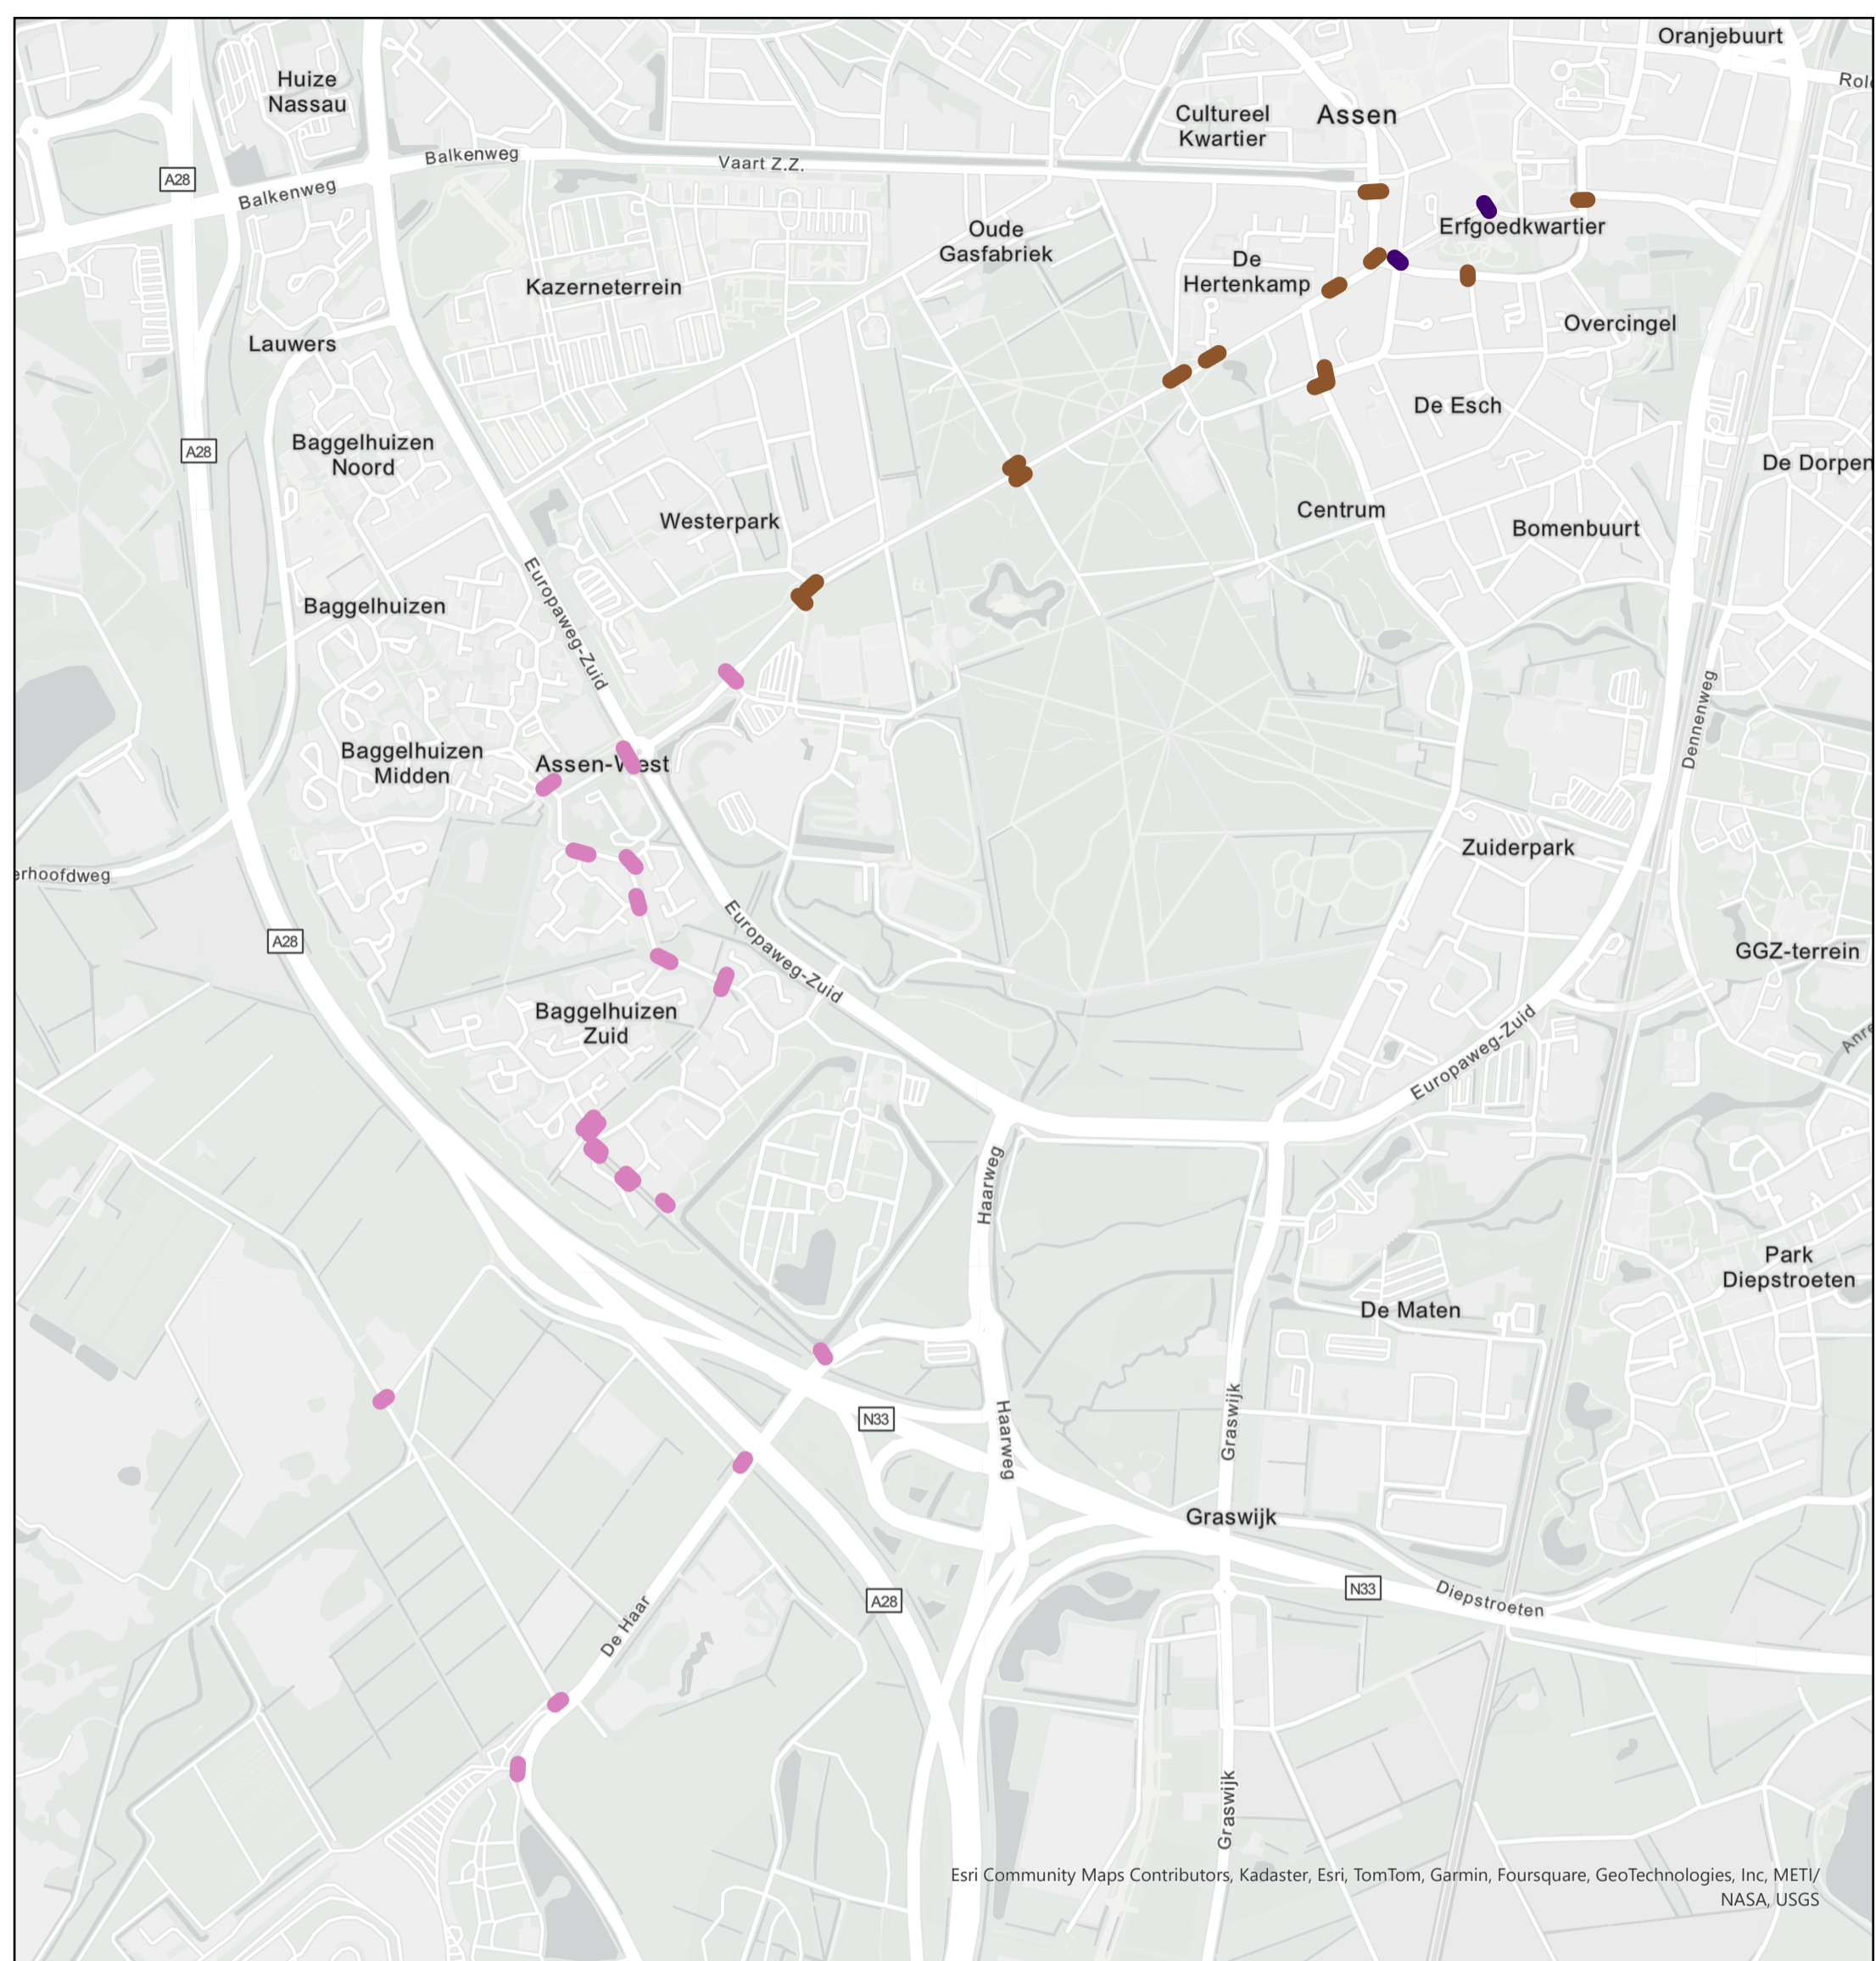 Oranjebuurt
Huize
Nassau
Cultureel
Kwartier
Assen
Balkenweg
Vaart Z.Z.
A28
Balkenweg
Erfgoedkwartier
Oude
Gasfabriek
De
Hertenkamp
Kazerneterrein
Overcingel
Lauwers
De Esch
Baggelhuizen
Noord
A28
De Dorpen
Centrum
Westerpark
Bomenbuurt
Europaweg-Zuid
Baggelhuizen
Dennenweg
Baggelhuizen
Midden
Assen-West
Zuiderpark
erhoofdweg
A28
Europaweg-Zuid
GGZ-terrein
Baggelhuizen
Zuid
Europaweg-Zuid
Anre
Haarweg
Park
Diepstroeten
De Maten
N33
Haarweg
Graswijk
Graswijk
A28
N33
Diepstroeten
De Haar
Graswijk
Esri Community Maps Contributors, Kadaster, Esri, TomTom, Garmin, Foursquare, GeoTechnologies, Inc, METI/
NASA, USGS